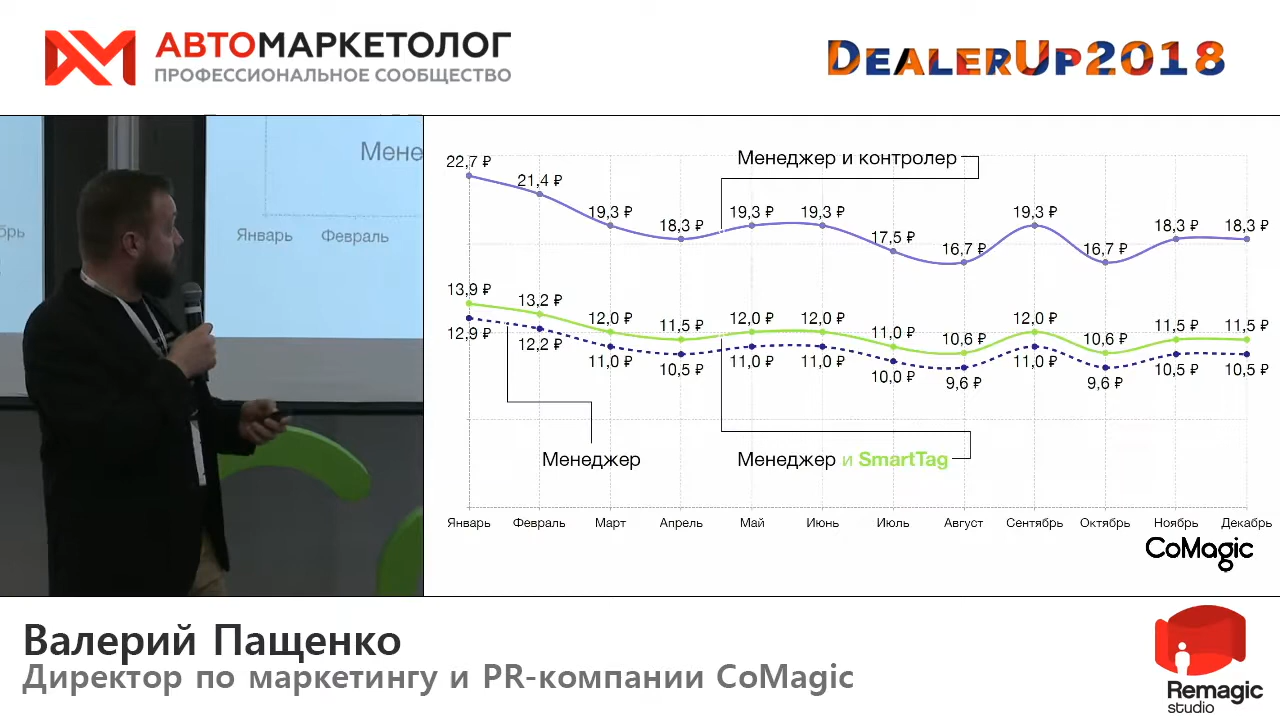 АВТОМАРКЕТОЛОГ
ПРОФЕССИОНАЛЬНОЕ СООБЩЕСТВО
DEALERUP2018
Мене
Январь Февраль
Менеджер и контролер
22,7 ₽ 21,4 ₽ 19,3 ₽ 18,3 ₽ 19,3 ₽ 19,3 ₽ 17,5 ₽ 16,7 ₽ 19,3 ₽ 16,7 ₽ 18,3 ₽ 18,3 ₽
13,9 ₽ 13,2 ₽ 12,0 ₽ 11,5 ₽ 12,0 ₽ 12,0 ₽ 11,0 ₽ 10,6 ₽ 12,0 ₽ 10,6 ₽ 11,5 ₽ 11,5 ₽
12,9 ₽ 12,2 ₽ 11,0 ₽ 10,5 ₽ 11,0 ₽ 11,0 ₽ 10,0 ₽ 9,6 ₽ 11,0 ₽ 9,6 ₽ 10,5 ₽ 10,5 ₽
Менеджер Менеджер и SmartTag
Январь Февраль Март Апрель Май Июнь Июль Август Сентябрь Октябрь Ноябрь Декабрь
CoMagic
Валерий Пащенко
Директор по маркетингу и PR-компании CoMagic
Remagic
studio